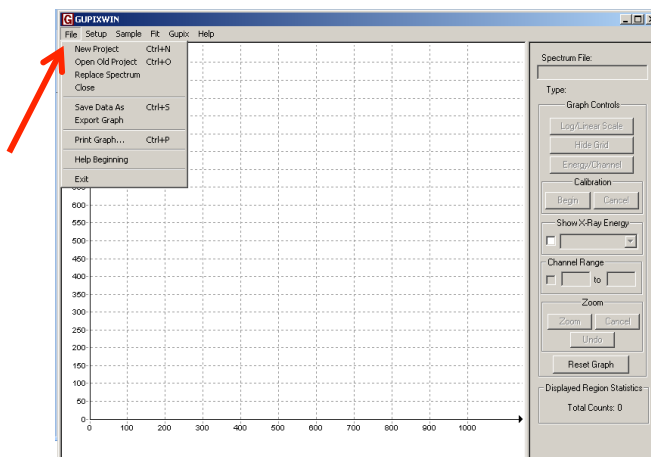 GUPIXWIN
File Setup Sample Fit Gupix Help
New Project Ctrl+N
Open Old Project Ctrl+O
Replace Spectrum
Close
Save Data As Ctrl+S
Export Graph
Print Graph... Ctrl+P
Help Beginning
Exit
600
550
500
450
400
350
300
250
200
150
100
50
0
0 100 200 300 400 500 600 700 800 900 1000
Spectrum File:
Type:
Graph Controls
Log/Linear Scale
Hide Grid
Energy/Channel
Calibration
Begin Cancel
Show X-Ray Energy
Channel Range
to
Zoom
Zoom Cancel
Undo
Reset Graph
Displayed Region Statistics
Total Counts: 0